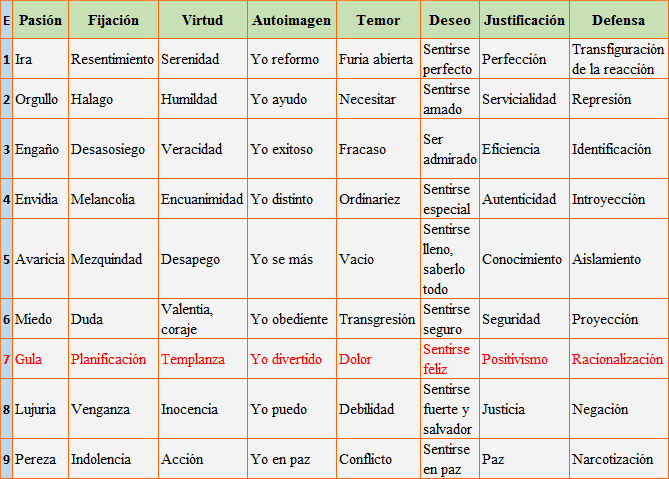 E Pasión Fijación Virtud Autoimagen Temor Deseo Justificación Defensa
1 Ira Resentimiento Serenidad Yo reformo Furia abierta Sentirse perfecto Perfección Transfiguración de la reacción
2 Orgullo Halago Humildad Yo ayudo Necesitar Sentirse amado Servicialidad Represión
3 Engaño Desasosiego Veracidad Yo exitoso Fracaso Ser admirado Eficiencia Identificación
4 Envidia Melancolía Encuanimidad Yo distinto Ordinariez Sentirse especial Autenticidad Introyección
5 Avaricia Mezquindad Desapego Yo se más Vacio Sentirse lleno, saberlo todo Conocimiento Aislamiento
6 Miedo Duda Valentía, coraje Yo obediente Transgresión Sentirse seguro Seguridad Proyección
7 Gula Planificación Templanza Yo divertido Dolor Sentirse feliz Positivismo Racionalización
8 Lujuria Venganza Inocencia Yo puedo Debilidad Sentirse fuerte y salvador Justicia Negación
9 Pereza Indolencia Acción Yo en paz Conflicto Sentirse en paz Paz Narcotización